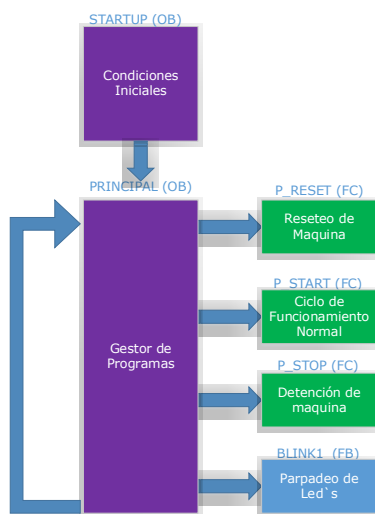 STARTUP (OB)
Condiciones
Iniciales
PRINCIPAL (OB)
Gestor de
Programas
P_RESET (FC)
Reseteo de
Maquina
P_START (FC)
Ciclo de
Funcionamiento
Normal
P_STOP (FC)
Detención de
maquina
BLINK1 (FB)
Parpadeo de
Led`s